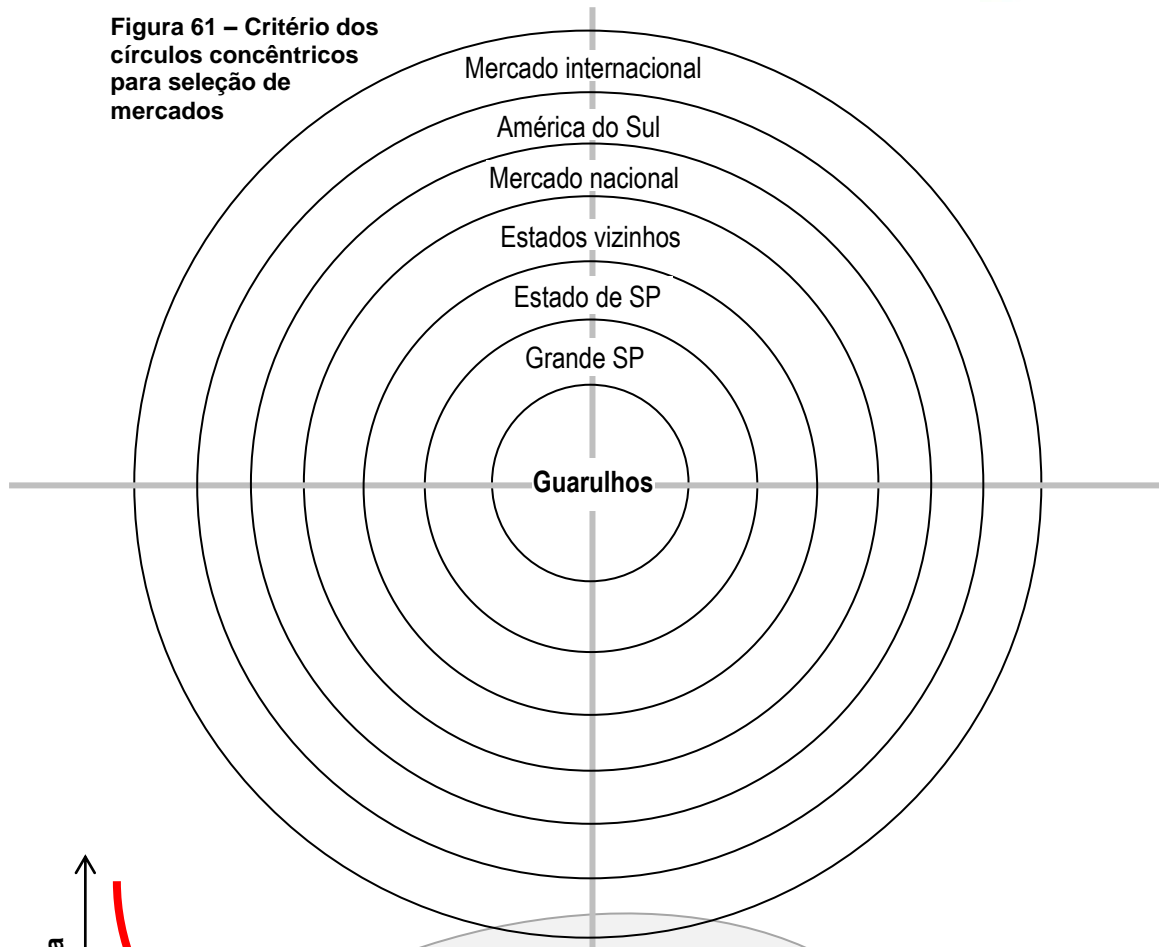 Figura 61 – Critério dos
círculos concêntricos
para seleção de
mercados
Mercado internacional
América do Sul
Mercado nacional
Estados vizinhos
Estado de SP
Grande SP
Guarulhos